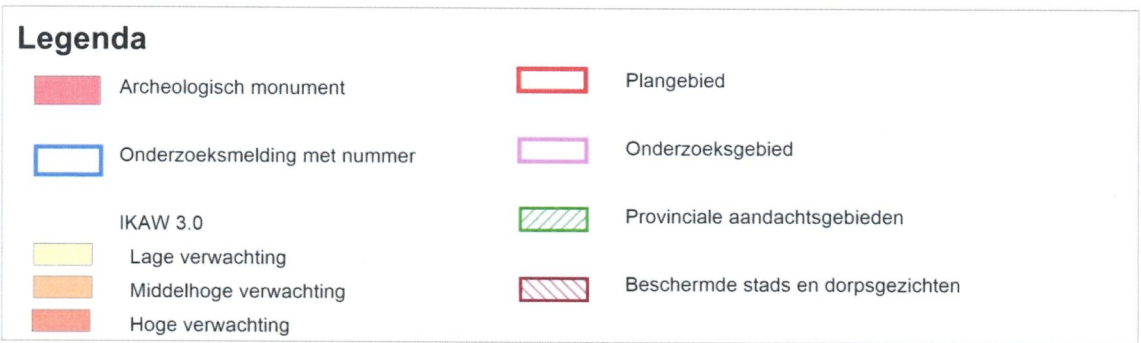 Legenda
Archeologisch monument
Onderzoeksmelding met nummer
IKAW 3.0
Lage verwachting
Middelhoge verwachting
Hoge verwachting
Plangebied
Onderzoeksgebied
Provinciale aandachtsgebieden
Beschermde stads en dorpsgezichten